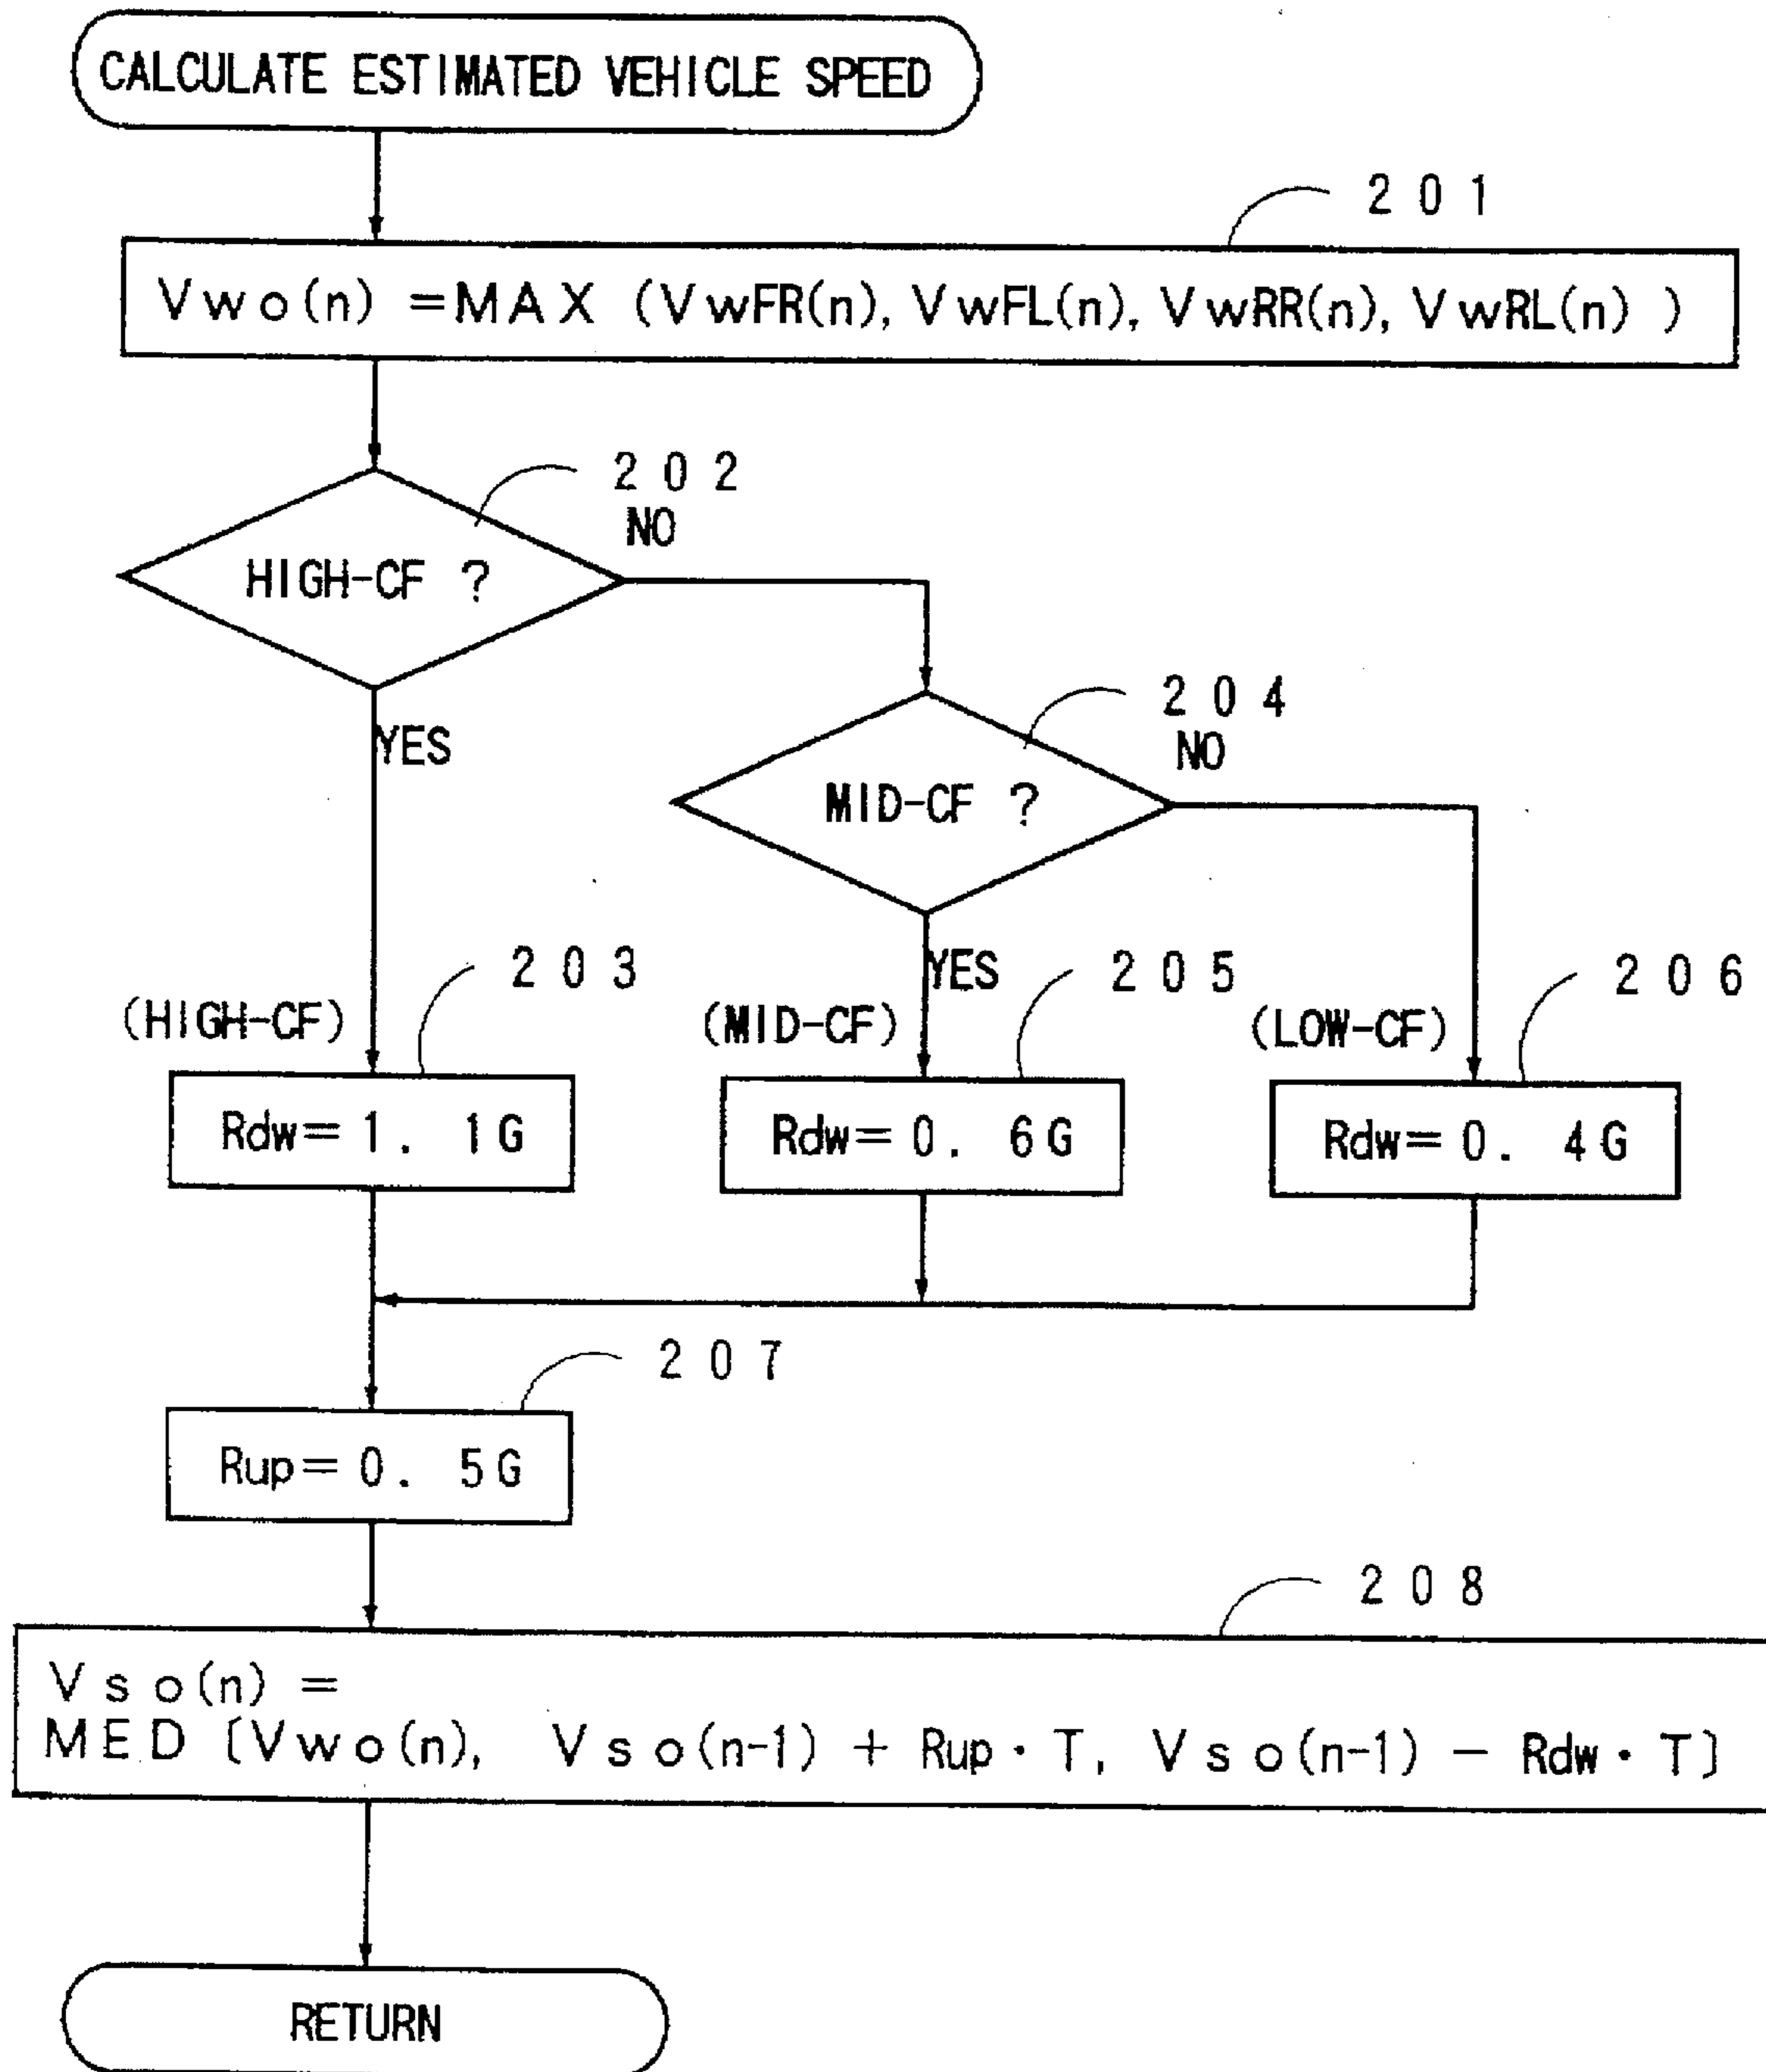 CALCULATE ESTIMATED VEHICLE SPEED
201
Vwo(n) =MAX (VwFR(n), VwFL(n), VwRR(n), VwRL(n) )
202
NO
HIGH-CF ?
YES
204
NO
MID-CF ?
YES
203
(HIGH-CF)
Rdw=1. 1G
205
(MID-CF)
Rdw=0. 6G
206
(LOW-CF)
Rdw=0. 4G
207
Rup=0. 5G
208
Vso(n) =
MED [Vwo(n), Vso(n-1) + Rup · T, Vso(n-1) − Rdw · T]
RETURN